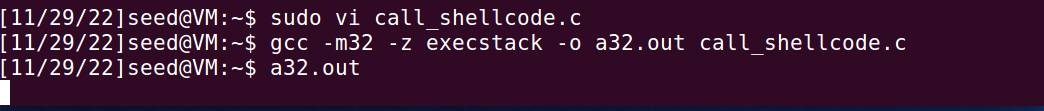 [11/29/22]seed@VM:~$ sudo vi call_shellcode.c
[11/29/22]seed@VM:~$ gcc -m32 -z execstack -o a32.out call_shellcode.c
[11/29/22]seed@VM:~$ a32.out